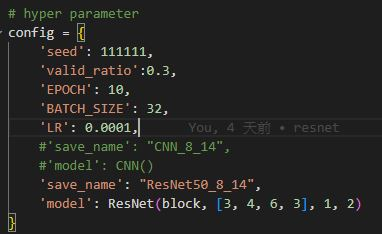 # hyper parameter
config = {
'seed': 111111,
'valid_ratio':0.3,
'EPOCH': 10,
'BATCH_SIZE': 32,
'LR': 0.0001, You, 4 天前 • resnet
#'save_name': "CNN_8_14",
#'model': CNN()
'save_name': "ResNet50_8_14",
'model': ResNet(block, [3, 4, 6, 3], 1, 2)
}